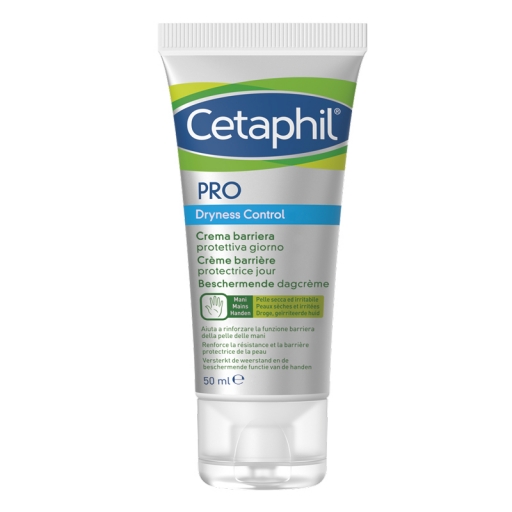 Cetaphil®
PRO
Dryness Control
Crema barriera
protettiva giorno
Crème barrière
protectrice jour
Beschermende dagcrème
Mani
Mains
Handen
Pelle secca ed irritabile
Peaux sèches et irritées
Droge, geïrriteerde huid
Aiuta a rinforzare la funzione barriera
della pelle delle mani
Renforce la résistance et la barrière
protectrice de la peau
Versterkt de weerstand en de
beschermende functie van de handen
50 ml ℮